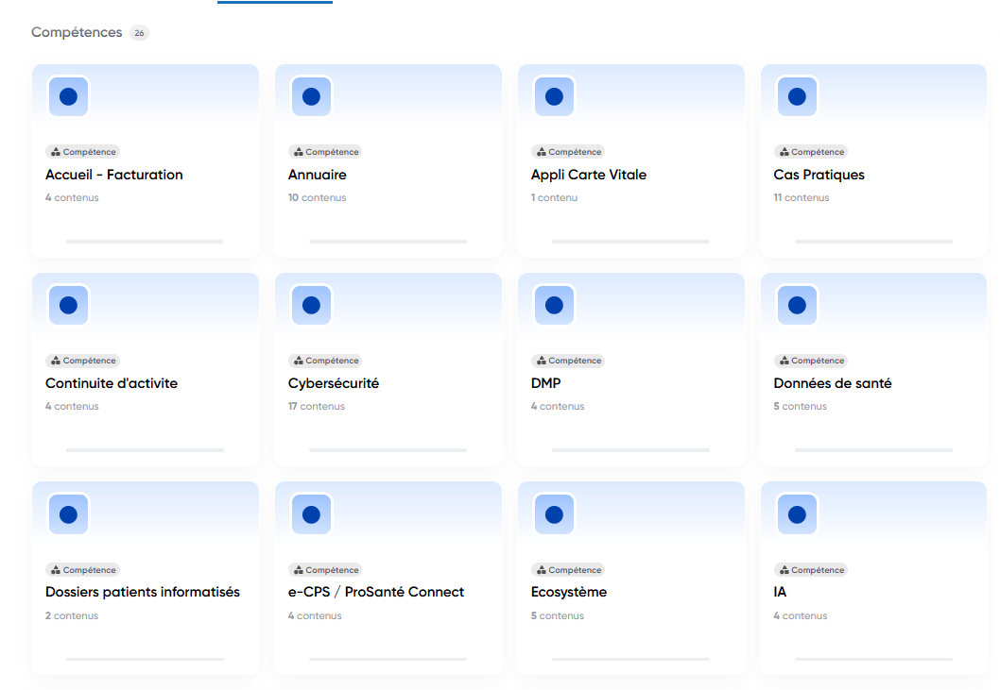 Compétences 26
Compétence
Accueil - Facturation
4 contenus
Compétence
Annuaire
10 contenus
Compétence
Appli Carte Vitale
1 contenu
Compétence
Cas Pratiques
11 contenus
Compétence
Continuite d'activite
4 contenus
Compétence
Cybersécurité
17 contenus
Compétence
DMP
4 contenus
Compétence
Données de santé
5 contenus
Compétence
Dossiers patients informatisés
2 contenus
Compétence
e-CPS / ProSanté Connect
4 contenus
Compétence
Ecosystème
5 contenus
Compétence
IA
4 contenus